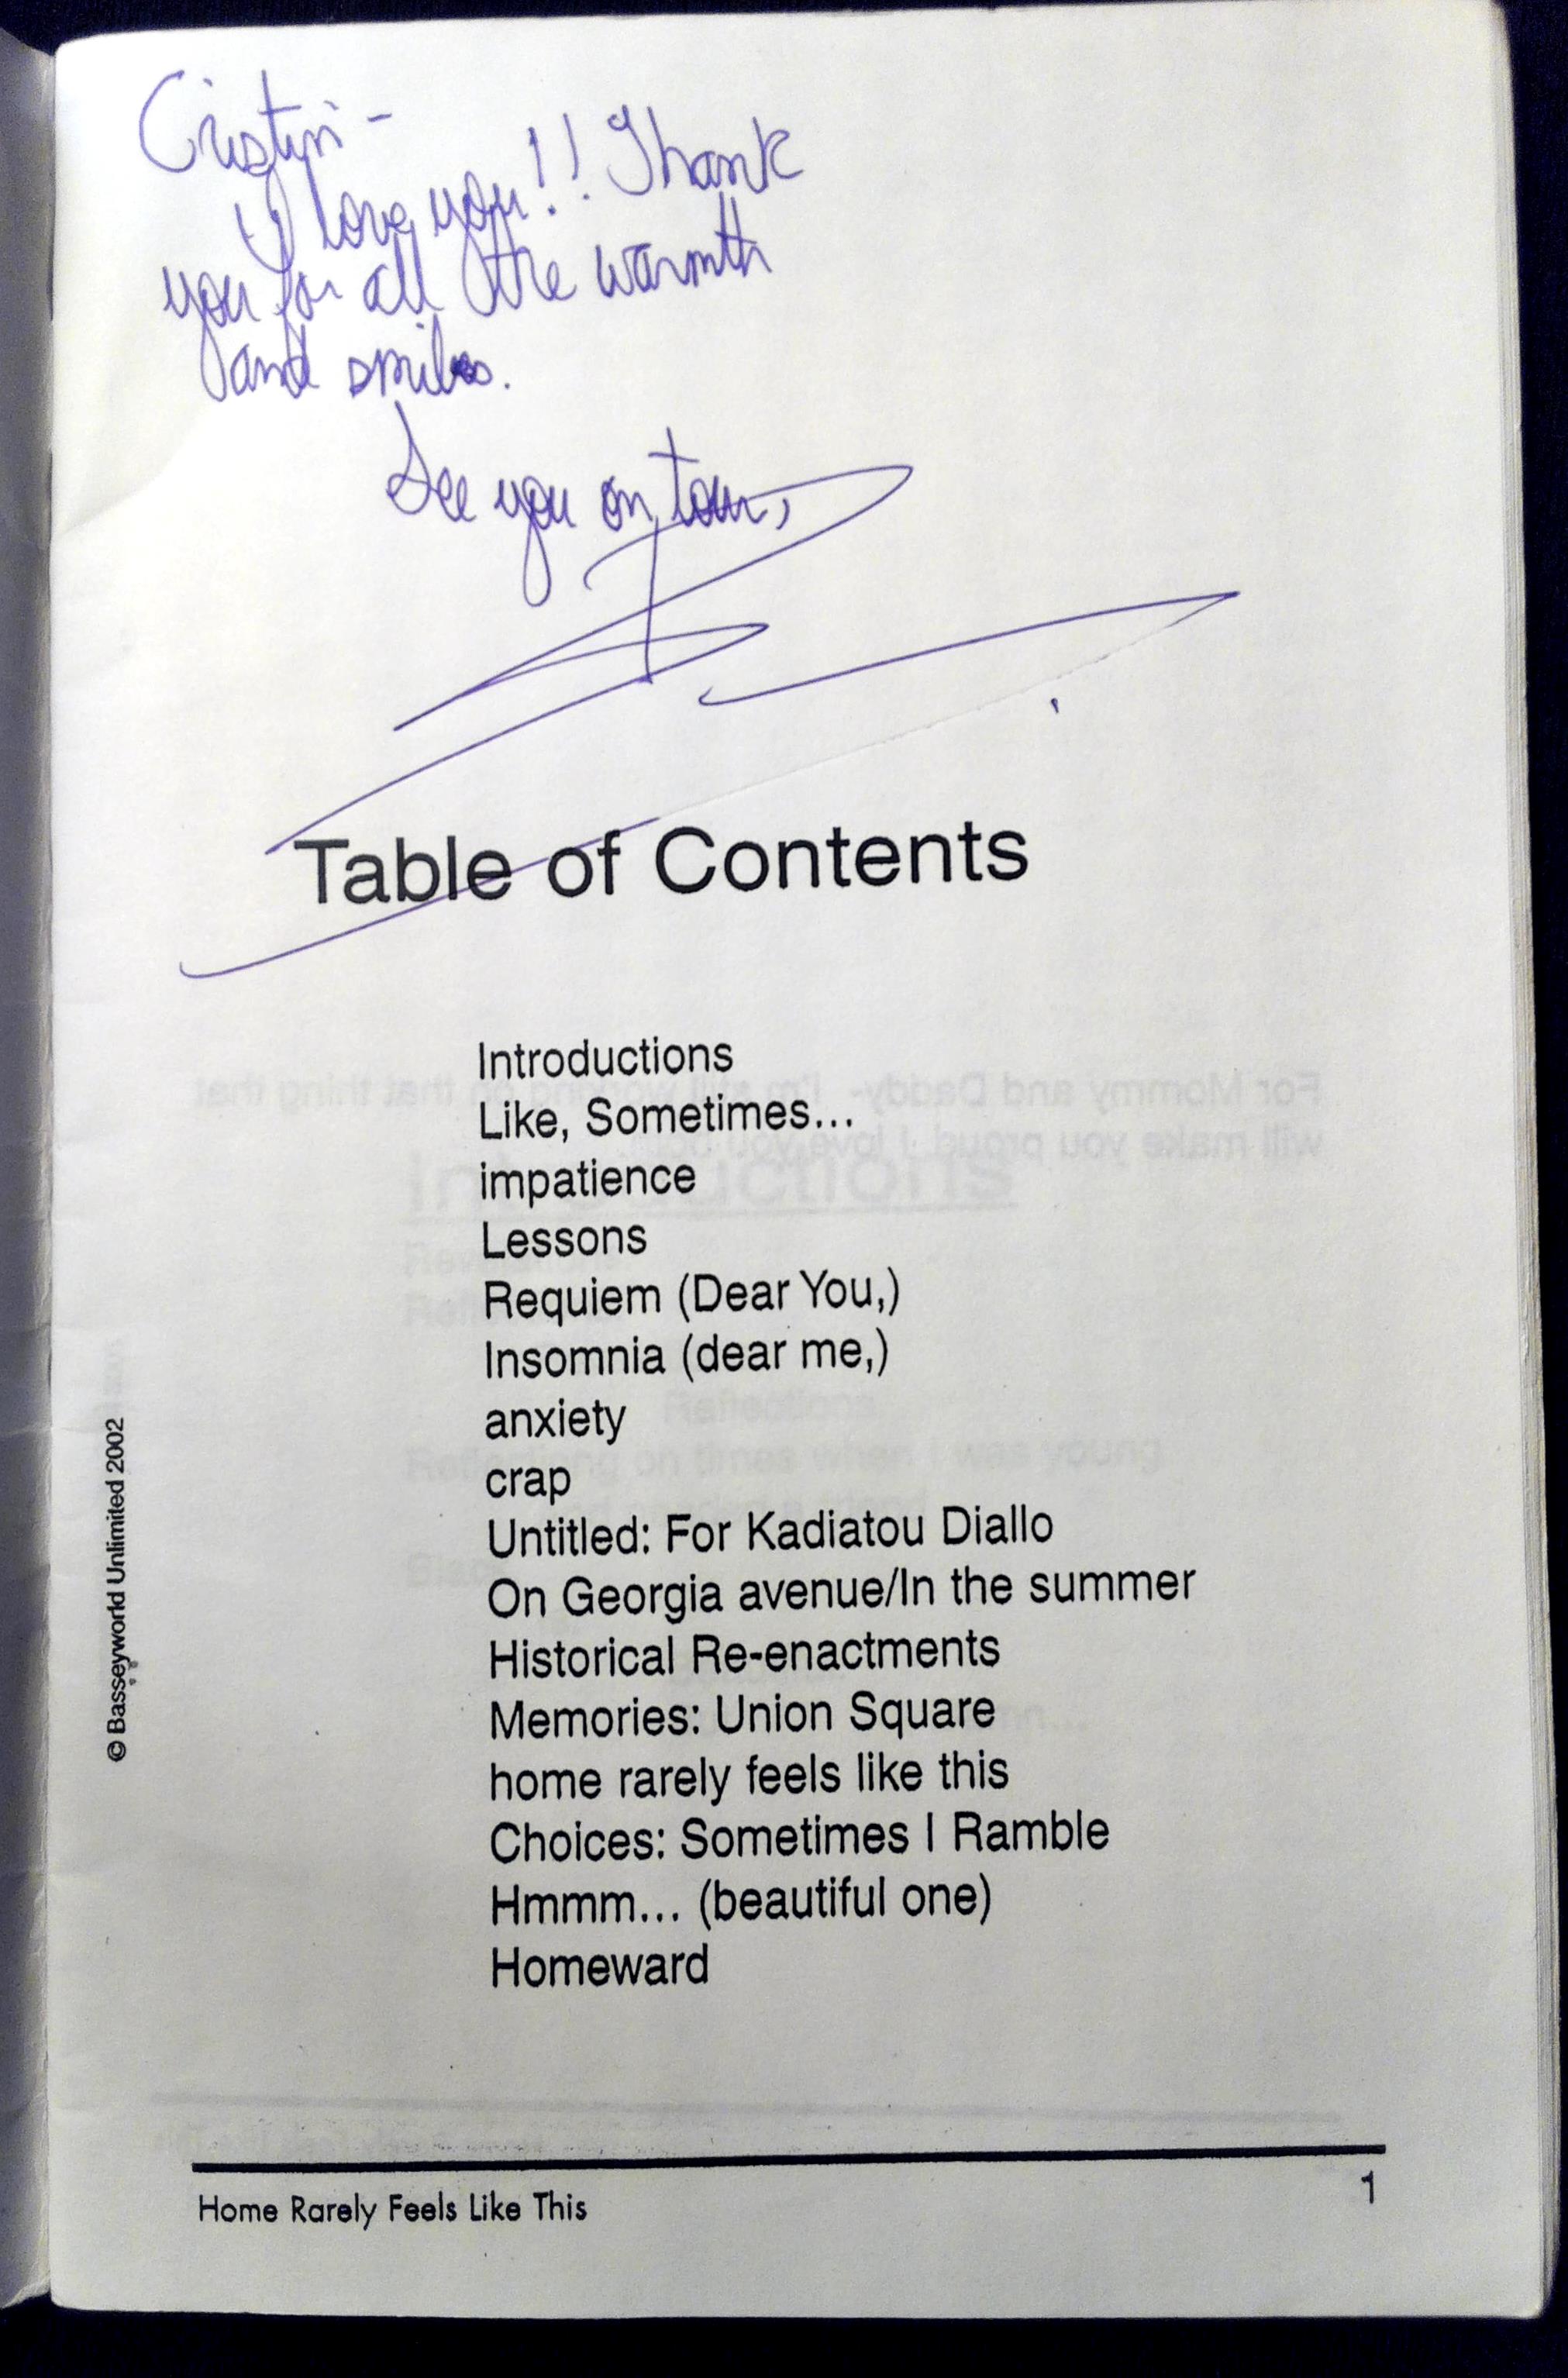 Cristin -
I love you!! Thank
you for all the warmth
and smiles.
See you on tour,
Table of Contents
Introductions
Like, Sometimes...
impatience
Lessons
Requiem (Dear You,)
Insomnia (dear me,)
anxiety
crap
Untitled: For Kadiatou Diallo
On Georgia avenue/In the summer
Historical Re-enactments
Memories: Union Square
home rarely feels like this
Choices: Sometimes I Ramble
Hmmm... (beautiful one)
Homeward
© Basseyworld Unlimited 2002
Home Rarely Feels Like This
1